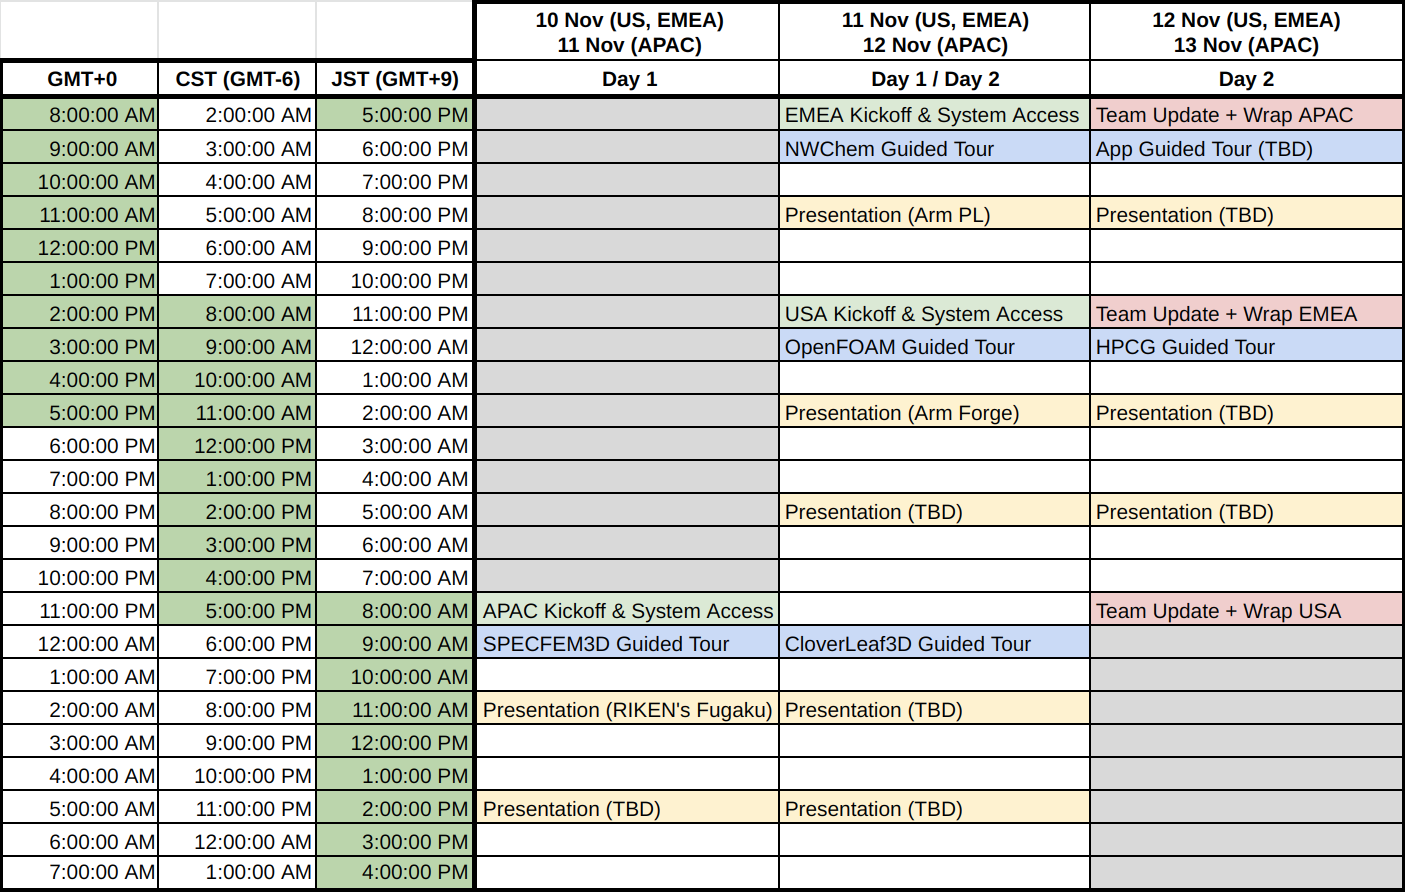 10 Nov (US, EMEA) 11 Nov (US, EMEA) 12 Nov (US, EMEA)
11 Nov (APAC) 12 Nov (APAC) 13 Nov (APAC)
GMT+0 CST (GMT-6) JST (GMT+9) Day 1 Day 1 / Day 2 Day 2
8:00:00 AM 2:00:00 AM 5:00:00 PM EMEA Kickoff & System Access Team Update + Wrap APAC
9:00:00 AM 3:00:00 AM 6:00:00 PM NWChem Guided Tour App Guided Tour (TBD)
10:00:00 AM 4:00:00 AM 7:00:00 PM
11:00:00 AM 5:00:00 AM 8:00:00 PM Presentation (Arm PL) Presentation (TBD)
12:00:00 PM 6:00:00 AM 9:00:00 PM
1:00:00 PM 7:00:00 AM 10:00:00 PM
2:00:00 PM 8:00:00 AM 11:00:00 PM USA Kickoff & System Access Team Update + Wrap EMEA
3:00:00 PM 9:00:00 AM 12:00:00 AM OpenFOAM Guided Tour HPCG Guided Tour
4:00:00 PM 10:00:00 AM 1:00:00 AM
5:00:00 PM 11:00:00 AM 2:00:00 AM Presentation (Arm Forge) Presentation (TBD)
6:00:00 PM 12:00:00 PM 3:00:00 AM
7:00:00 PM 1:00:00 PM 4:00:00 AM
8:00:00 PM 2:00:00 PM 5:00:00 AM Presentation (TBD) Presentation (TBD)
9:00:00 PM 3:00:00 PM 6:00:00 AM
10:00:00 PM 4:00:00 PM 7:00:00 AM
11:00:00 PM 5:00:00 PM 8:00:00 AM APAC Kickoff & System Access Team Update + Wrap USA
12:00:00 AM 6:00:00 PM 9:00:00 AM SPECFEM3D Guided Tour CloverLeaf3D Guided Tour
1:00:00 AM 7:00:00 PM 10:00:00 AM
2:00:00 AM 8:00:00 PM 11:00:00 AM Presentation (RIKEN's Fugaku) Presentation (TBD)
3:00:00 AM 9:00:00 PM 12:00:00 PM
4:00:00 AM 10:00:00 PM 1:00:00 PM
5:00:00 AM 11:00:00 PM 2:00:00 PM Presentation (TBD) Presentation (TBD)
6:00:00 AM 12:00:00 AM 3:00:00 PM
7:00:00 AM 1:00:00 AM 4:00:00 PM